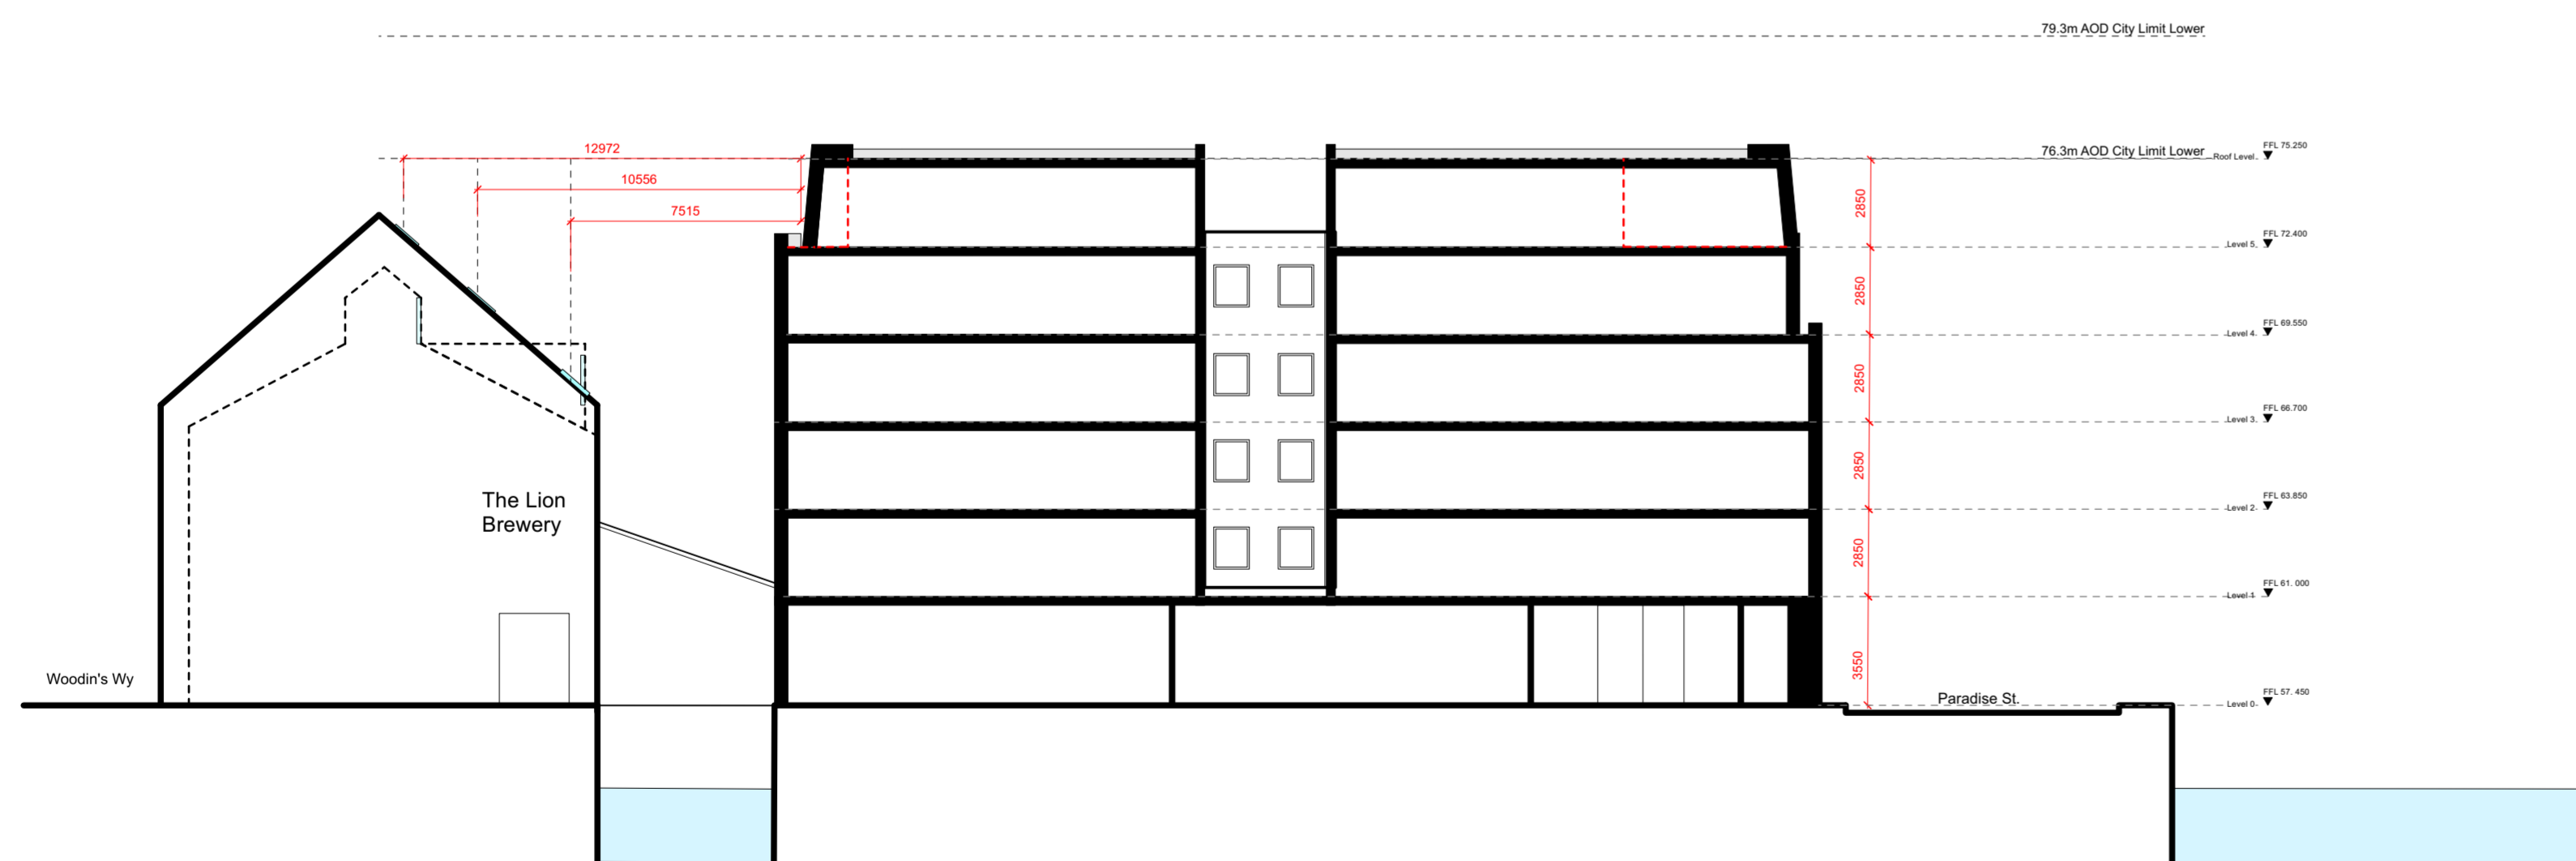 79.3m AOD City Limit Lower
76.3m AOD City Limit Lower
Roof Level
FFL 75.250
12972
10556
7515
2850
Level 5
FFL 72.400
2850
Level 4
FFL 69.550
2850
Level 3
FFL 66.700
2850
The Lion
Brewery
Level 2
FFL 63.850
2850
Level 1
FFL 61. 000
3550
Woodin's Wy
Paradise St.
Level 0
FFL 57. 450